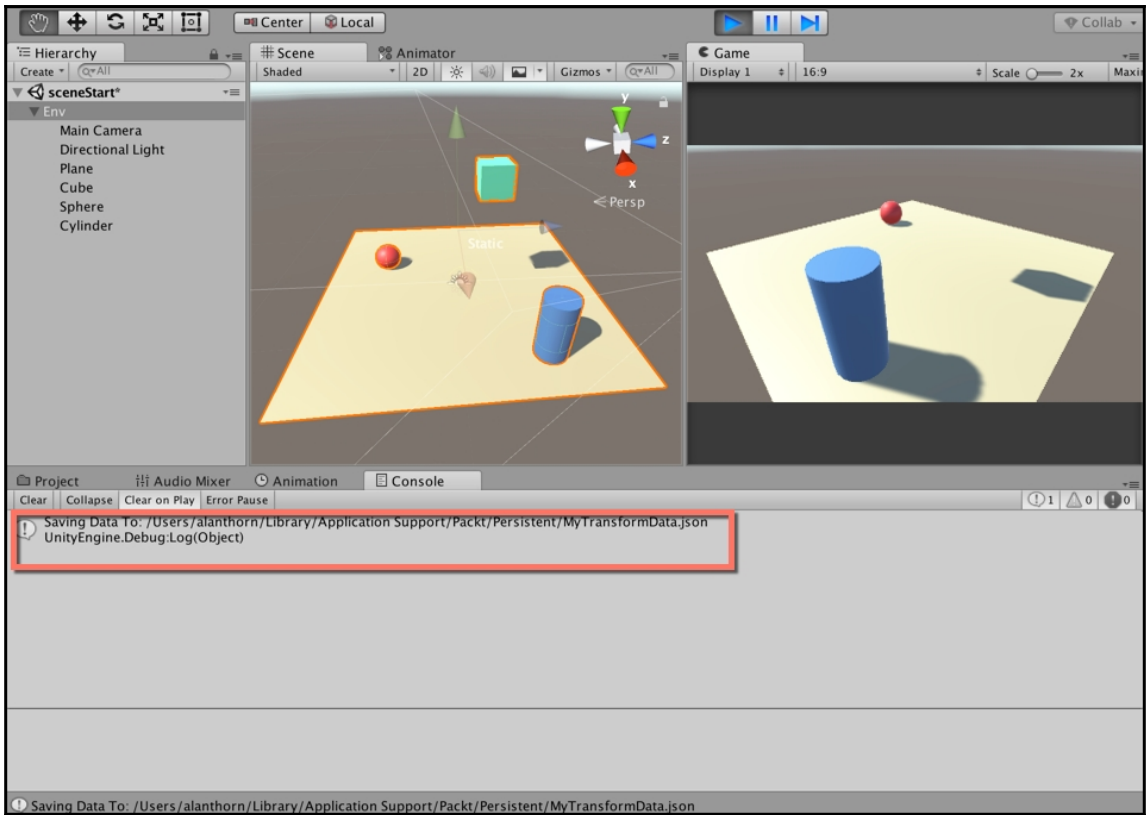 Center Local
Collab
Hierarchy
Create All
sceneStart*
Env
Main Camera
Directional Light
Plane
Cube
Sphere
Cylinder
Scene Animator
Shaded 2D Gizmos All
y
z
x
Persp
Static
Game
Display 1 16:9 Scale 2x Maxi
Project Audio Mixer Animation Console
Clear Collapse Clear on Play Error Pause 1 0 0
Saving Data To: /Users/alanthorn/Library/Application Support/Packt/Persistent/MyTransformData.json
UnityEngine.Debug:Log(Object)
Saving Data To: /Users/alanthorn/Library/Application Support/Packt/Persistent/MyTransformData.json